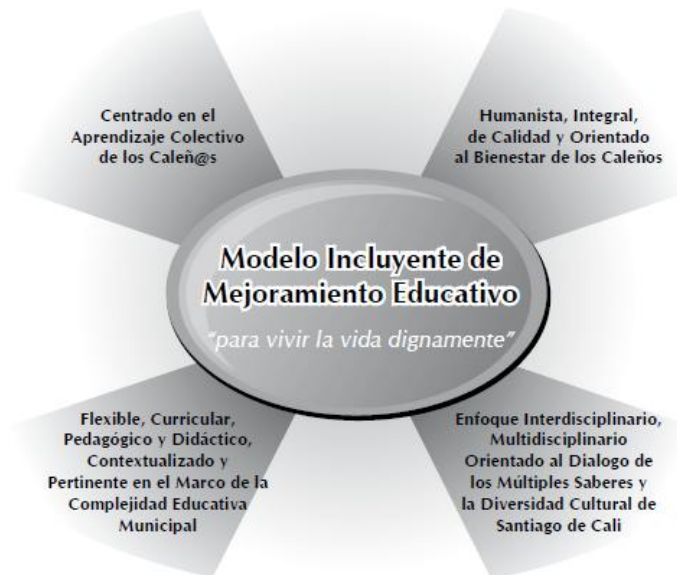 Centrado en el
Aprendizaje Colectivo
de los Caleñ@s
Humanista, Integral,
de Calidad y Orientado
al Bienestar de los Caleños
Modelo Incluyente de
Mejoramiento Educativo
“para vivir la vida dignamente”
Flexible, Curricular,
Pedagógico y Didáctico,
Contextualizado y
Pertinente en el Marco de la
Complejidad Educativa
Municipal
Enfoque Interdisciplinario,
Multidisciplinario
Orientado al Dialogo de
los Múltiples Saberes y
la Diversidad Cultural de
Santiago de Cali